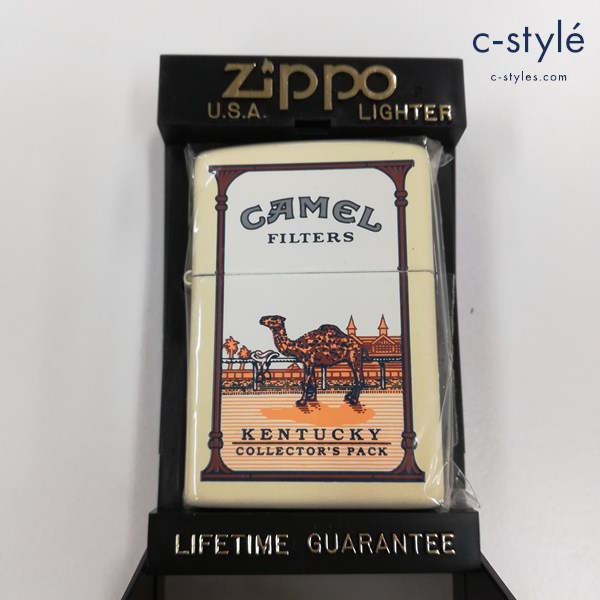 c-stylé
c-styles.com
zippo
U.S.A. LIGHTER
CAMEL
FILTERS
KENTUCKY
COLLECTOR'S PACK
LIFETIME GUARANTEE